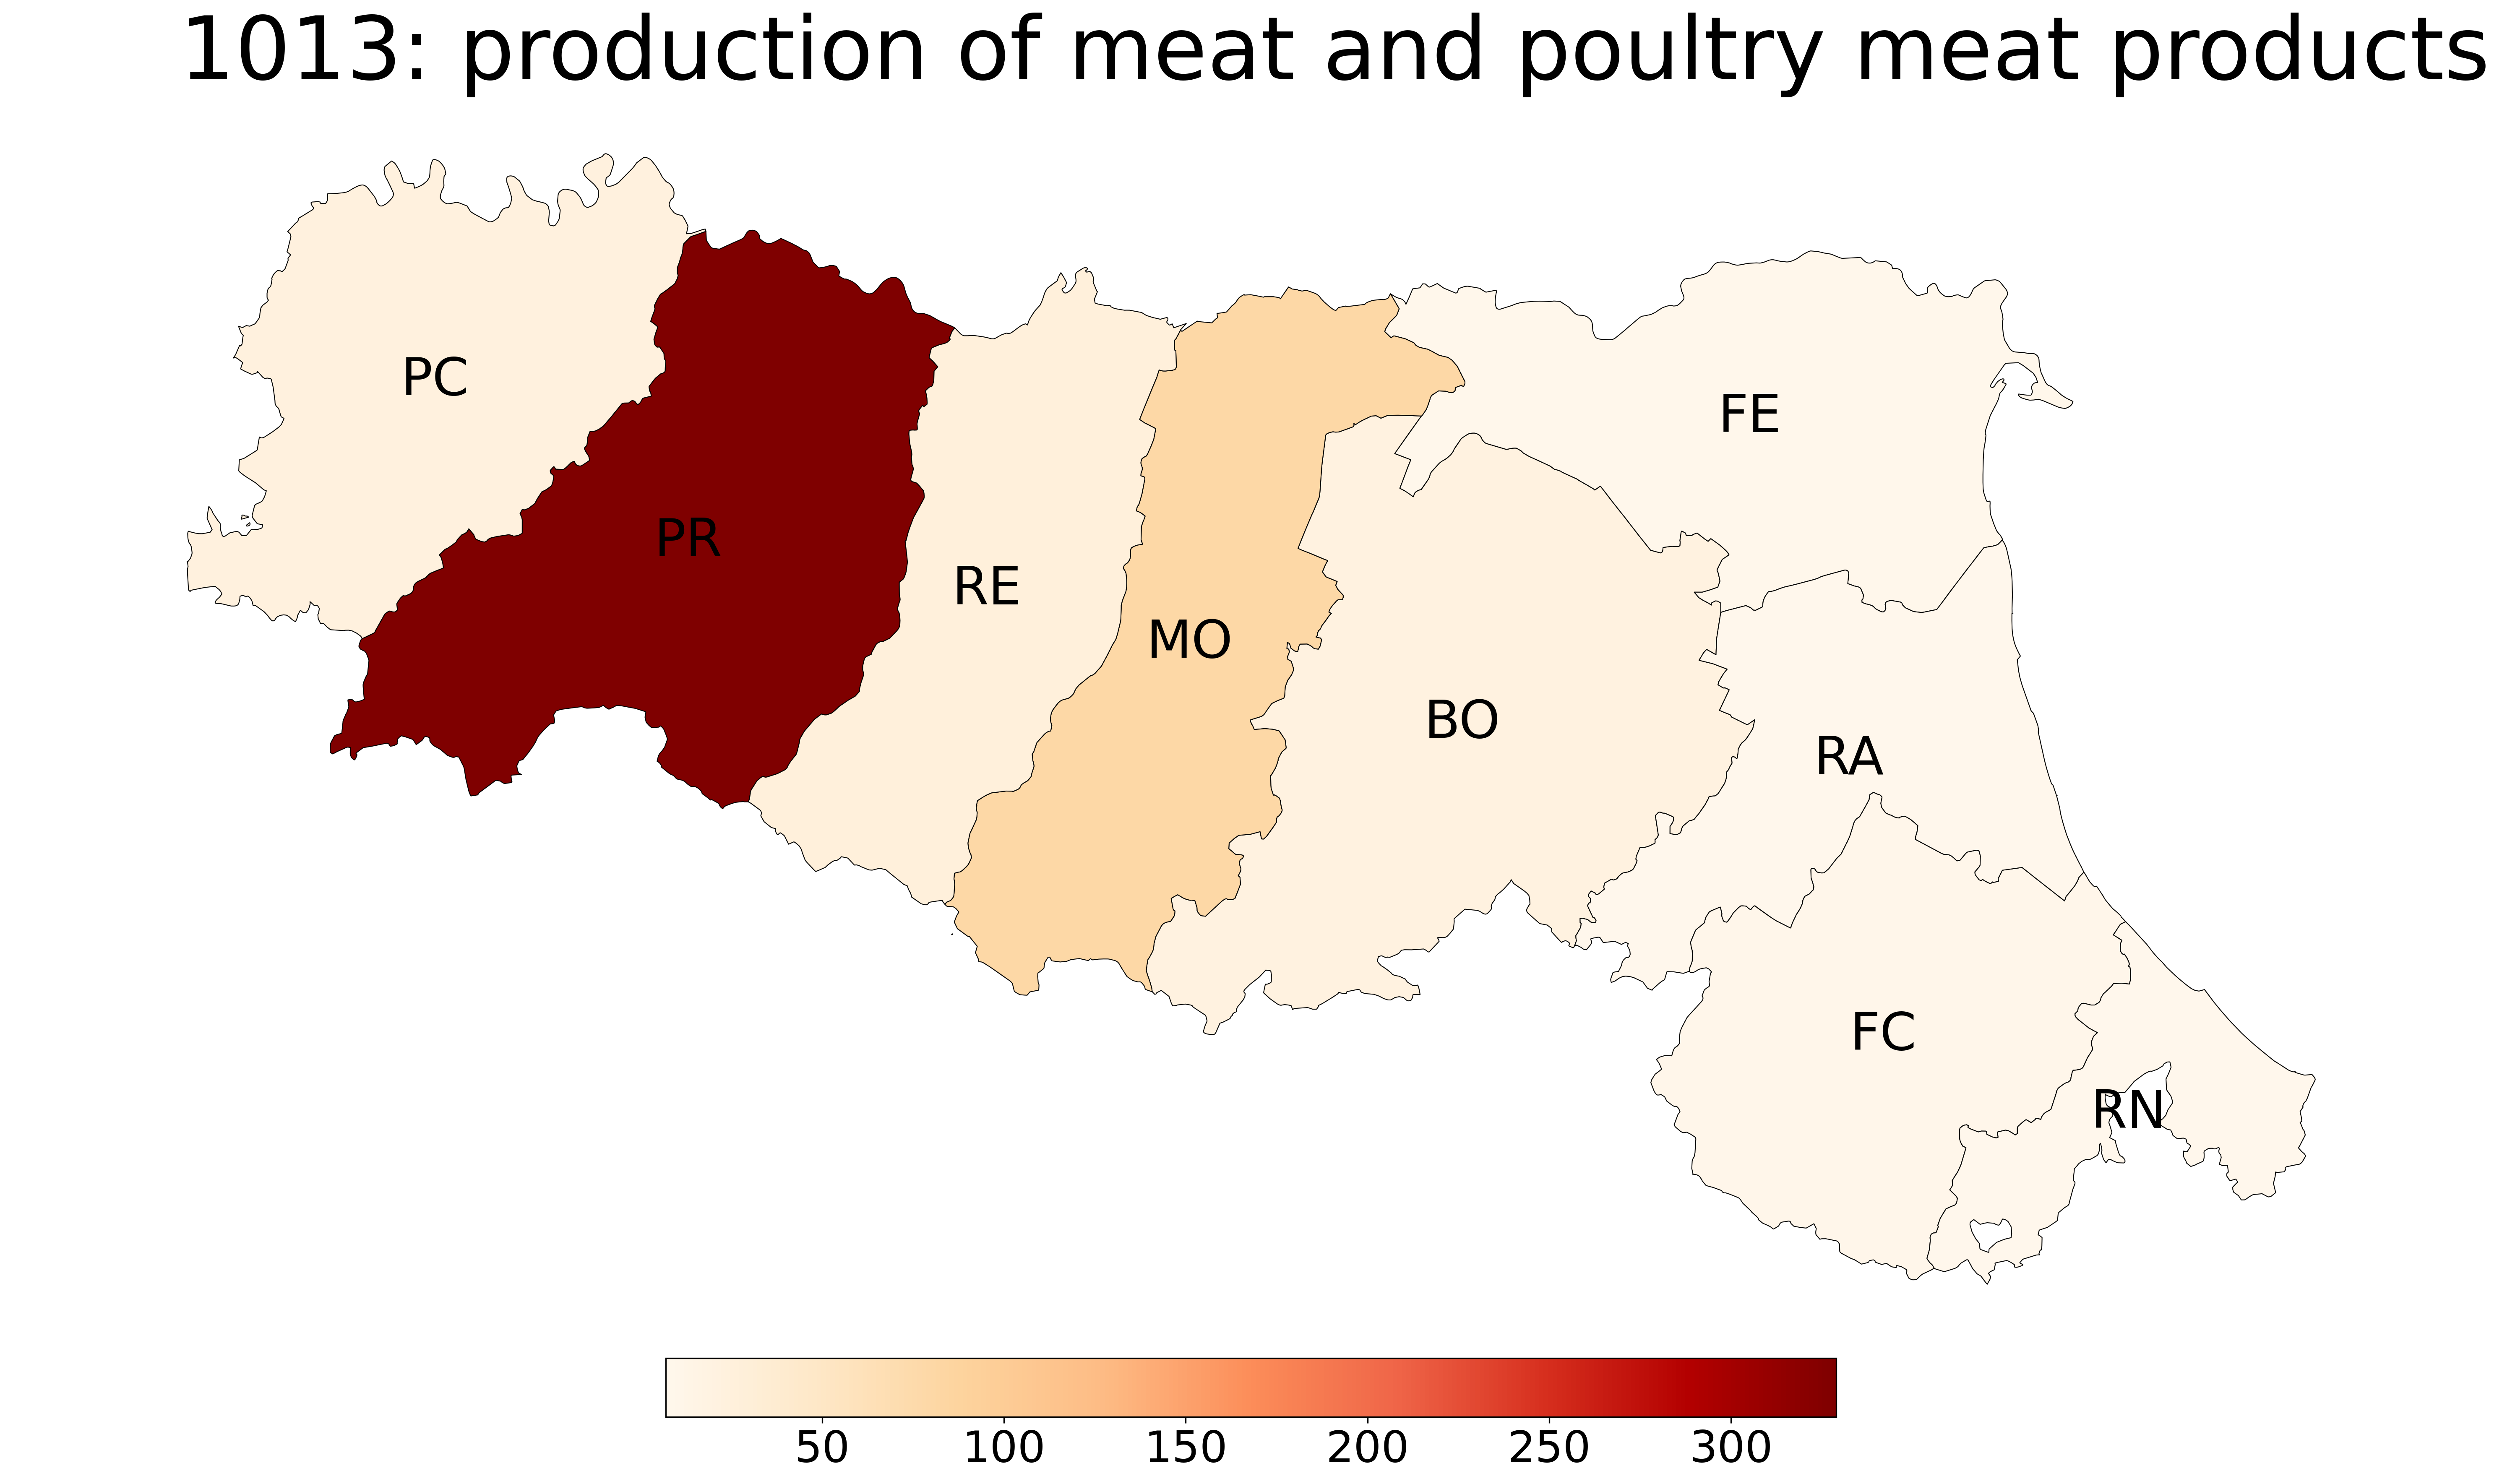 1013: production of meat and poultry meat products
PC
FE
PR
RE
MO
BO
RA
FC
RN
50 100 150 200 250 300